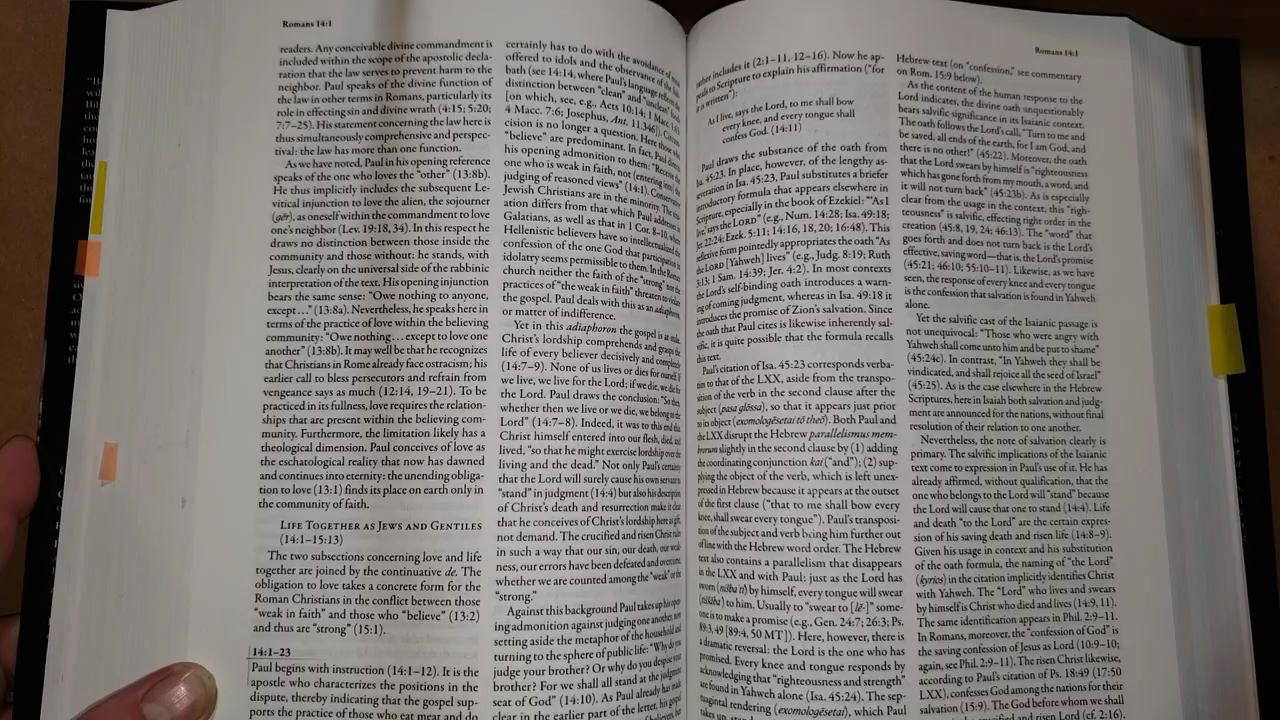 Romans 14:1
readers. Any conceivable divine commandment is
included within the scope of the apostolic decla-
ration that the law serves to prevent harm to the
neighbor. Paul speaks of the divine function of
the law in other terms in Romans, particularly its
role in effecting sin and divine wrath (4:15; 5:20;
7:7–25). His statement concerning the law here is
thus simultaneously comprehensive and perspec-
tival: the law has more than one function.
As we have noted, Paul in his opening reference
speaks of the one who loves the “other” (13:8b).
He thus implicitly includes the subsequent Le-
vitical injunction to love the alien, the sojourner
(gēr), as oneself within the commandment to love
one's neighbor (Lev. 19:18, 34). In this respect he
draws no distinction between those inside the
community and those without: he stands, with
Jesus, clearly on the universal side of the rabbinic
interpretation of the text. His opening injunction
bears the same sense: “Owe nothing to anyone,
except…” (13:8a). Nevertheless, he speaks here in
terms of the practice of love within the believing
community: “Owe nothing…except to love one
another” (13:8b). It may well be that he recognizes
that Christians in Rome already face ostracism; his
earlier call to bless persecutors and refrain from
vengeance says as much (12:14, 19–21). To be
practiced in its fullness, love requires the relation-
ships that are present within the believing com-
munity. Furthermore, the limitation likely has a
theological dimension. Paul conceives of love as
the eschatological reality that now has dawned
and continues into eternity: the unending obliga-
tion to love (13:1) finds its place on earth only in
the community of faith.
Life Together as Jews and Gentiles
(14:1–15:13)
The two subsections concerning love and life
together are joined by the continuative de. The
obligation to love takes a concrete form for the
Roman Christians in the conflict between those
“weak in faith” and those who “believe” (13:2)
and thus are “strong” (15:1).
14:1–23
Paul begins with instruction (14:1–12). It is the
apostle who characterizes the positions in the
dispute, thereby indicating that the gospel sup-
ports the practice of those who eat meat and do
certainly has to do with the avoidance of
offered to idols and the observance of the
bath (see 14:14, where Paul's language reflects the
distinction between “clean” and “unclean”
[on which, see, e.g., Acts 10:14; 1 Macc. 1:63;
4 Macc. 7:6; Josephus, Ant. 11.346]).
cision is no longer a question. In fact, Here those who
“believe” are predominant. In fact, Paul directs
his opening admonition to them: “Receive the
one who is weak in faith, not (entering into) the
judging of reasoned views” (14:1). Conservative
Jewish Christians are in the minority. The situ-
ation differs from that which Paul addresses in
Galatians, as well as that in 1 Cor. 8–10, where
Hellenistic believers have so intellectualized the
confession of the one God that participation in
idolatry seems permissible to them. In the Roman
church neither the faith of the “strong” nor the
practices of “the weak in faith” threaten to violate
the gospel. Paul deals with this as an adiaphoron
or matter of indifference.
Yet in this adiaphoron the gospel is at stake.
Christ's lordship comprehends and grasps the
life of every believer decisively and completely
(14:7–9). None of us lives or dies for ourself. If
we live, we live for the Lord; if we die, we die for
the Lord. Paul draws the conclusion: “So then
whether then we live or we die, we belong to the
Lord” (14:7–8). Indeed, it was to this end that
Christ himself entered into our flesh, died, and
lived, “so that he might exercise lordship over the
living and the dead.” Not only Paul's certainty
that the Lord will surely cause his own servant to
“stand” in judgment (14:4) but also his description
of Christ's death and resurrection make it clear
that he conceives of Christ's lordship here as gift,
not demand. The crucified and risen Christ rules
in such a way that our sin, our death, our weak-
ness, our errors have been defeated and overcome,
whether we are counted among the “weak” or the
“strong.”
Against this background Paul takes up his open-
ing admonition against judging one another, now
setting aside the metaphor of the household and
turning to the sphere of public life: “Why do you
judge your brother? Or why do you despise your
brother? For we shall all stand at the judgment
seat of God” (14:10). As Paul already has made
clear in the earlier part of the letter, his gospel
Romans 14:1
rather includes it (2:1–11, 12–16). Now he ap-
peals to Scripture to explain his affirmation (“for
it is written”):
As I live, says the Lord, to me shall bow
every knee, and every tongue shall
confess God. (14:11)
Paul draws the substance of the oath from
Isa. 45:23. In place, however, of the lengthy as-
severation in Isa. 45:23, Paul substitutes a briefer
introductory formula that appears elsewhere in
Scripture, especially in the book of Ezekiel: “‘As I
live,’ says the Lord” (e.g., Num. 14:28; Isa. 49:18;
Jer. 22:24; Ezek. 5:11; 14:16, 18, 20; 16:48). This
reflexive form pointedly appropriates the oath “As
the Lord [Yahweh] lives” (e.g., Judg. 8:19; Ruth
3:13; 1 Sam. 14:39; Jer. 4:2). In most contexts
the Lord's self-binding oath introduces a warn-
ing of coming judgment, whereas in Isa. 49:18 it
introduces the promise of Zion's salvation. Since
the oath that Paul cites is likewise inherently sal-
vific, it is quite possible that the formula recalls
this text.
Paul's citation of Isa. 45:23 corresponds verba-
tim to that of the LXX, aside from the transpo-
sition of the verb in the second clause after the
subject (pasa glōssa), so that it appears just prior
to its object (exomologēsetai tō theō). Both Paul and
the LXX disrupt the Hebrew parallelismus mem-
brorum slightly in the second clause by (1) adding
the coordinating conjunction kai (“and”); (2) sup-
plying the object of the verb, which is left unex-
pressed in Hebrew because it appears at the outset
of the first clause (“that to me shall bow every
knee, shall swear every tongue”). Paul's transposi-
tion of the subject and verb bring him further out
of line with the Hebrew word order. The Hebrew
text also contains a parallelism that disappears
in the LXX and with Paul: just as the Lord has
sworn (nišbaʿtî) by himself, every tongue will swear
(tiššābaʿ) to him. Usually to “swear to [lĕ-]” some-
one is to make a promise (e.g., Gen. 24:7; 26:3; Ps.
89:3, 49 [89:4, 50 MT]). Here, however, there is
a dramatic reversal: the Lord is the one who has
promised. Every knee and tongue responds by
acknowledging that “righteousness and strength”
are found in Yahweh alone (Isa. 45:24). The sep-
tuagintal rendering (exomologēsetai), which Paul
takes up,
Hebrew text (on “confession,” see commentary
on Rom. 15:9 below).
As the content of the human response to the
Lord indicates, the divine oath unquestionably
bears salvific significance in its Isaianic context.
The oath follows the Lord's call, “Turn to me and
be saved, all ends of the earth, for I am God, and
there is no other!” (45:22). Moreover, the oath
that the Lord swears by himself is “righteousness
which has gone forth from my mouth, a word, and
it will not turn back” (45:23b). As is especially
clear from the usage in the context, this “righ-
teousness” is salvific, effecting right order in the
creation (45:8, 19, 24; 46:13). The “word” that
goes forth and does not turn back is the Lord's
effective, saving word—that is, the Lord's promise
(45:21; 46:10; 55:10–11). Likewise, as we have
seen, the response of every knee and every tongue
is the confession that salvation is found in Yahweh
alone.
Yet the salvific cast of the Isaianic passage is
not unequivocal: “Those who were angry with
Yahweh shall come unto him and be put to shame”
(45:24c). In contrast, “In Yahweh they shall be
vindicated, and shall rejoice all the seed of Israel”
(45:25). As is the case elsewhere in the Hebrew
Scriptures, here in Isaiah both salvation and judg-
ment are announced for the nations, without final
resolution of their relation to one another.
Nevertheless, the note of salvation clearly is
primary. The salvific implications of the Isaianic
text come to expression in Paul's use of it. He has
already affirmed, without qualification, that the
one who belongs to the Lord will “stand” because
the Lord will cause that one to stand (14:4). Life
and death “to the Lord” are the certain expres-
sion of his saving death and risen life (14:8–9).
Given his usage in context and his substitution
of the oath formula, the naming of “the Lord”
(kyrios) in the citation implicitly identifies Christ
with Yahweh. The “Lord” who lives and swears
by himself is Christ who died and lives (14:9, 11).
The same identification appears in Phil. 2:9–11.
In Romans, moreover, the “confession of God” is
the saving confession of Jesus as Lord (10:9–10;
again, see Phil. 2:9–11). The risen Christ likewise,
according to Paul's citation of Ps. 18:49 (17:50
LXX), confesses God among the nations for their
salvation (15:9). The God before whom we shall
and risen Lord (cf. 2:16).